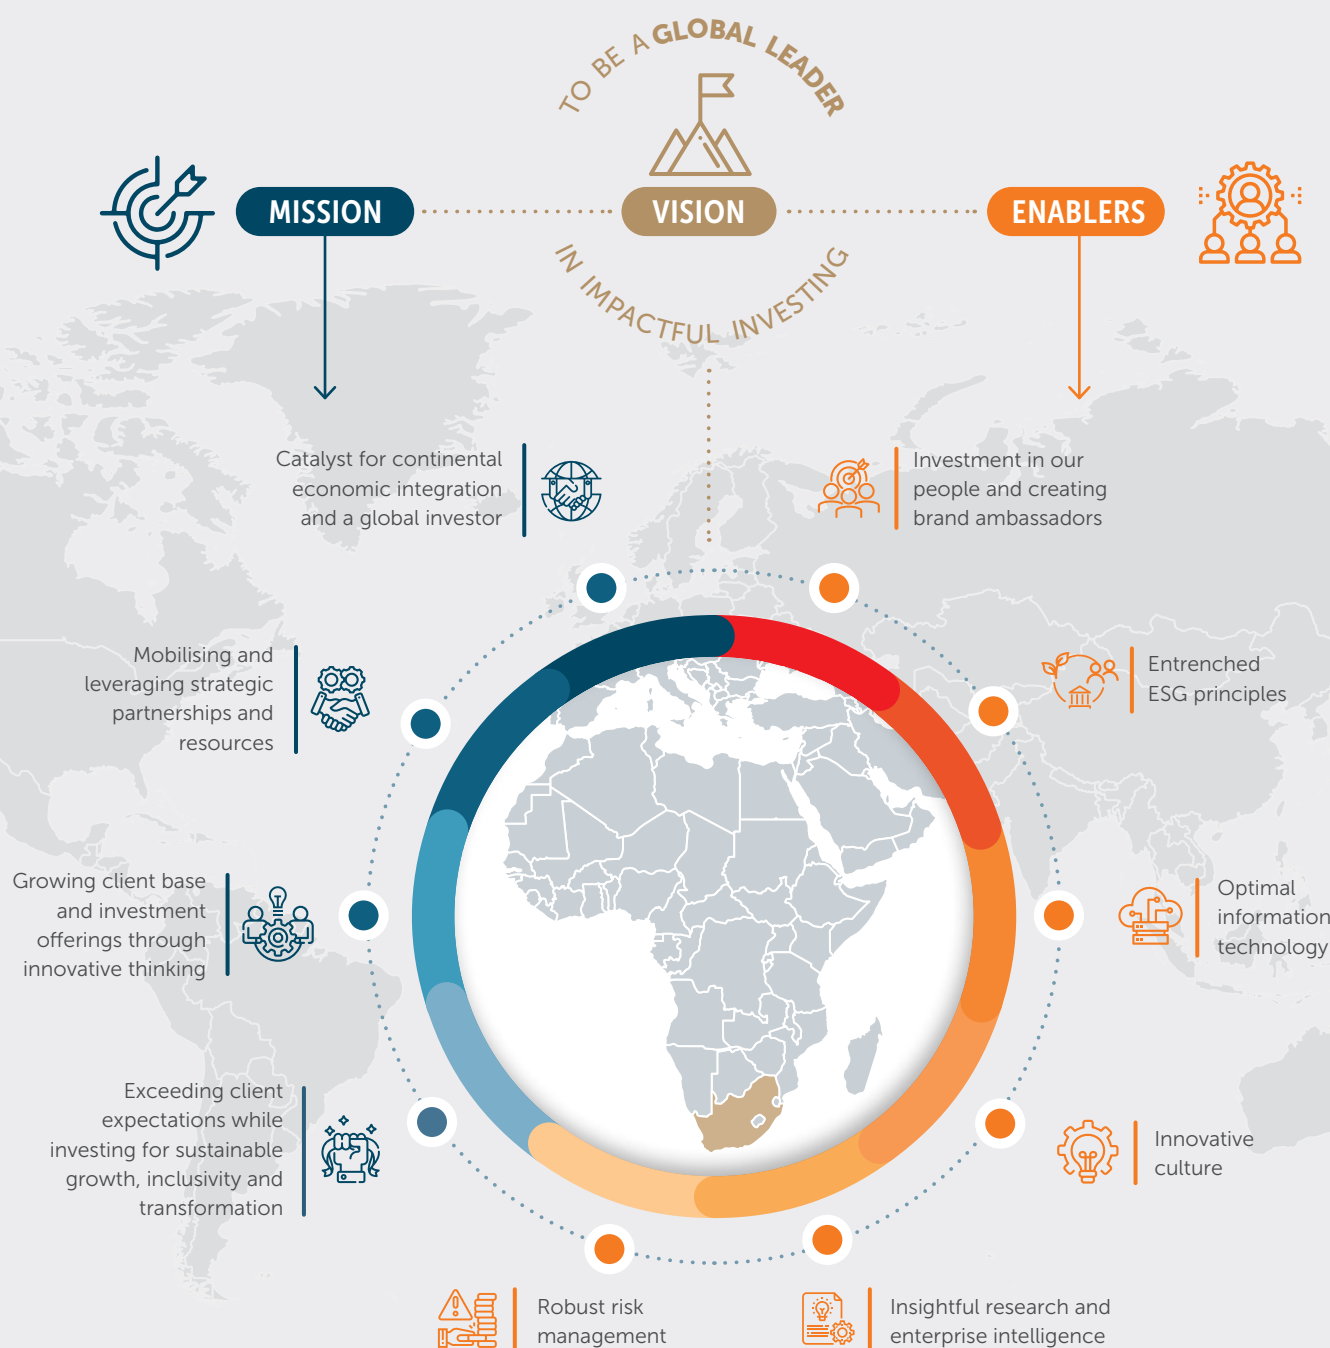 TO BE A GLOBAL LEADER
MISSION
VISION
ENABLERS
IN IMPACTFUL INVESTING
Catalyst for continental
economic integration
and a global investor
Investment in our
people and creating
brand ambassadors
Mobilising and
leveraging strategic
partnerships and
resources
Entrenched
ESG principles
Growing client base
and investment
offerings through
innovative thinking
Optimal
information
technology
Exceeding client
expectations while
investing for sustainable
growth, inclusivity and
transformation
Innovative
culture
Robust risk
management
Insightful research and
enterprise intelligence